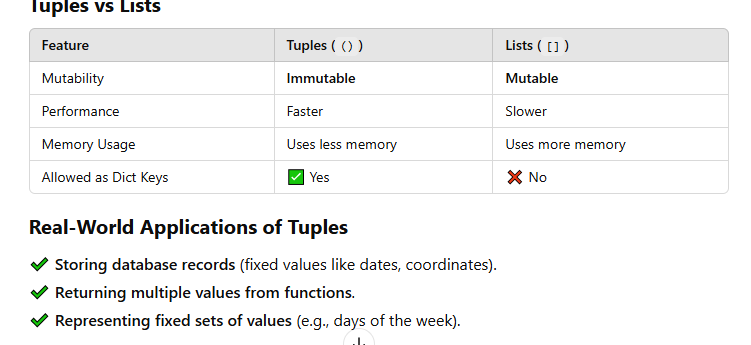 Tuples vs Lists
Feature Tuples ( () ) Lists ( [] )
Mutability Immutable Mutable
Performance Faster Slower
Memory Usage Uses less memory Uses more memory
Allowed as Dict Keys ✅ Yes ❌ No
Real-World Applications of Tuples
✔ Storing database records (fixed values like dates, coordinates).
✔ Returning multiple values from functions.
✔ Representing fixed sets of values (e.g., days of the week).